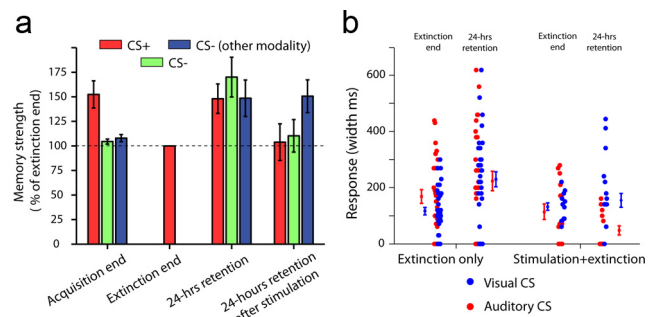 a
CS+
CS- (other modality)
CS-
Memory strength
(% of extinction end)
175
150
125
100
75
50
25
0
Acquisition end
Extinction end
24-hrs retention
24-hours retention
after stimulation
b
Extinction
end
24-hrs
retention
Extinction
end
24-hrs
retention
Response (width ms)
600
400
200
0
Extinction only
Stimulation+extinction
Visual CS
Auditory CS